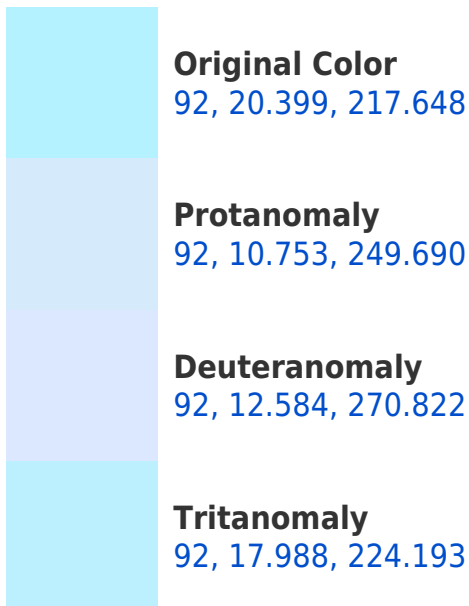 Original Color
92, 20.399, 217.648
Protanomaly
92, 10.753, 249.690
Deuteranomaly
92, 12.584, 270.822
Tritanomaly
92, 17.988, 224.193